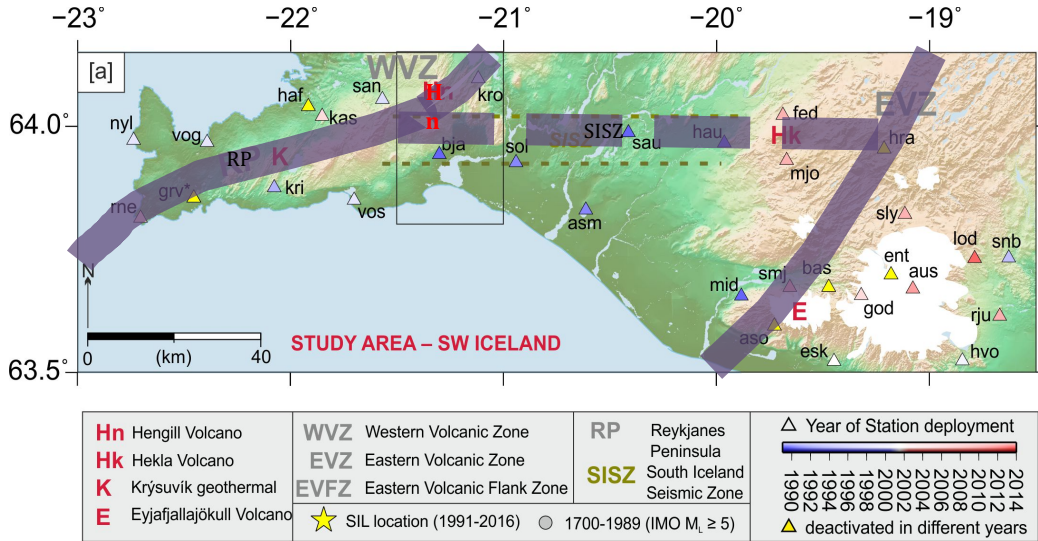 −23° −22 −21 −20 −19
[a]
WVZ
EVZ
haf
san
Hn
kro
kas
fed
64.0°
nyl
vog
n
bja
soi
SISZ
SISZ
sau
hau
Hk
hra
RP
RP
K
mjo
grv*
kri
rne
vos
asm
sly
lod
snb
N
ent
smj
bas
aus
mid
god
E
rju
0 (km) 40
STUDY AREA – SW ICELAND
aso
esk
hvo
63.5°
Hn Hengill Volcano
Hk Hekla Volcano
K Krýsuvík geothermal
E Eyjafjallajökull Volcano
WVZ Western Volcanic Zone
EVZ Eastern Volcanic Zone
EVFZ Eastern Volcanic Flank Zone
RP Reykjanes
Peninsula
SISZ South Iceland
Seismic Zone
SIL location (1991-2016)
1700-1989 (IMO ML ≥ 5)
Year of Station deployment
1990 1992 1994 1996 1998 2000 2002 2004 2006 2008 2010 2012 2014
deactivated in different years